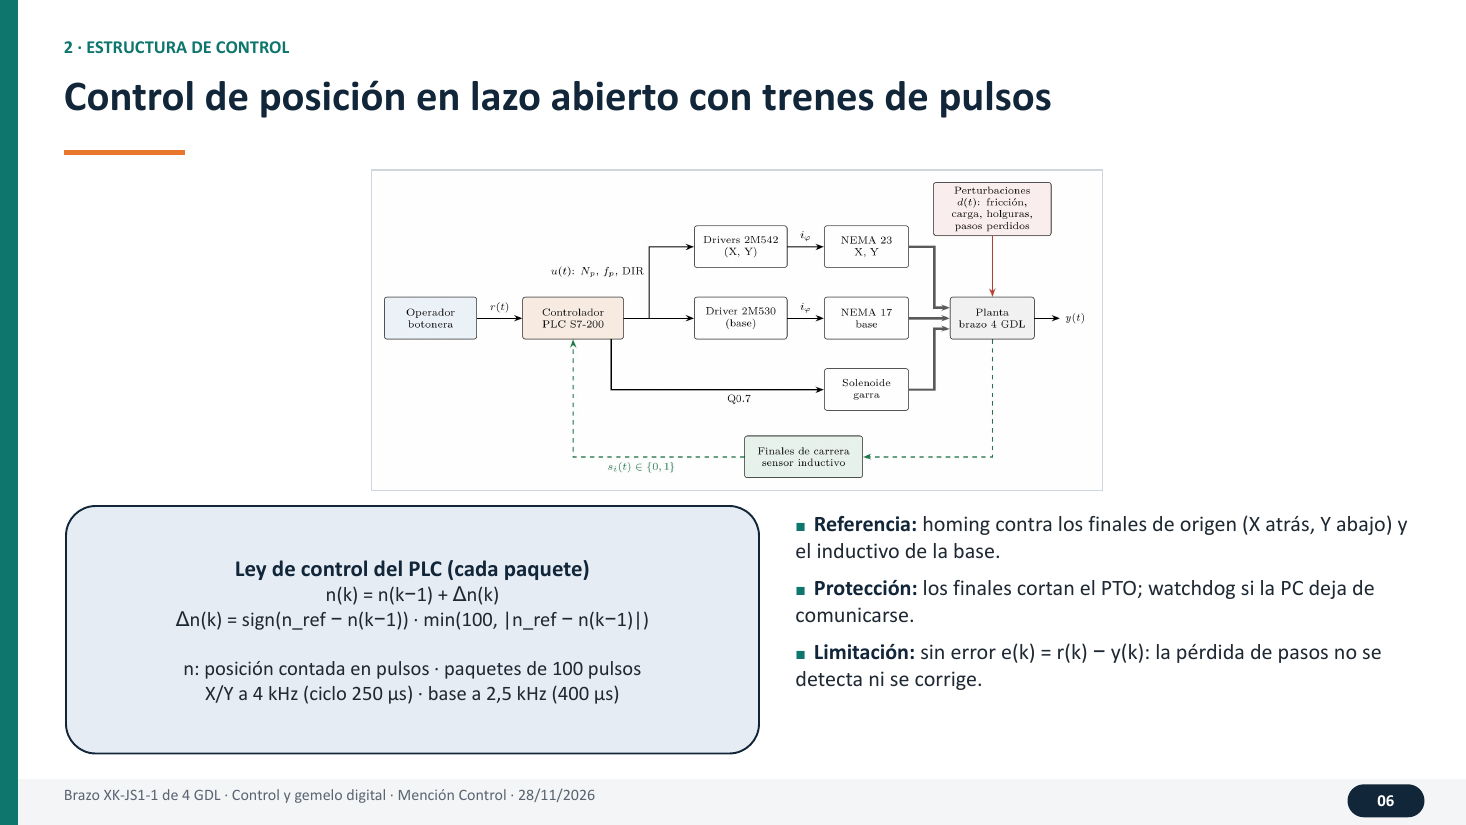 2 · ESTRUCTURA DE CONTROL
Control de posición en lazo abierto con trenes de pulsos
Perturbaciones
d(t): fricción,
carga, holguras,
pasos perdidos
Drivers 2M542
(X, Y)
i_φ
NEMA 23
X, Y
u(t): N_p, f_p, DIR
Operador
botonera
r(t)
Controlador
PLC S7-200
Driver 2M530
(base)
i_φ
NEMA 17
base
Planta
brazo 4 GDL
y(t)
Solenoide
garra
Q0.7
Finales de carrera
sensor inductivo
s_i(t) ∈ {0, 1}
Ley de control del PLC (cada paquete)
n(k) = n(k−1) + Δn(k)
Δn(k) = sign(n_ref − n(k−1)) · min(100, |n_ref − n(k−1)|)
n: posición contada en pulsos · paquetes de 100 pulsos
X/Y a 4 kHz (ciclo 250 µs) · base a 2,5 kHz (400 µs)
■ Referencia: homing contra los finales de origen (X atrás, Y abajo) y
el inductivo de la base.
■ Protección: los finales cortan el PTO; watchdog si la PC deja de
comunicarse.
■ Limitación: sin error e(k) = r(k) − y(k): la pérdida de pasos no se
detecta ni se corrige.
Brazo XK-JS1-1 de 4 GDL · Control y gemelo digital · Mención Control · 28/11/2026
06